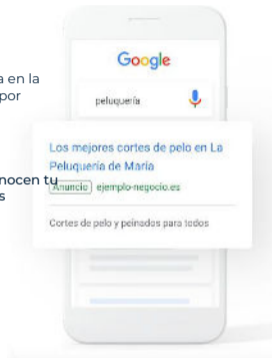 Google
a en la
por
peluquería
Los mejores cortes de pelo en La
Peluquería de María
nocen tu
Anuncio ejemplo-negocio.es
s
Cortes de pelo y peinados para todos